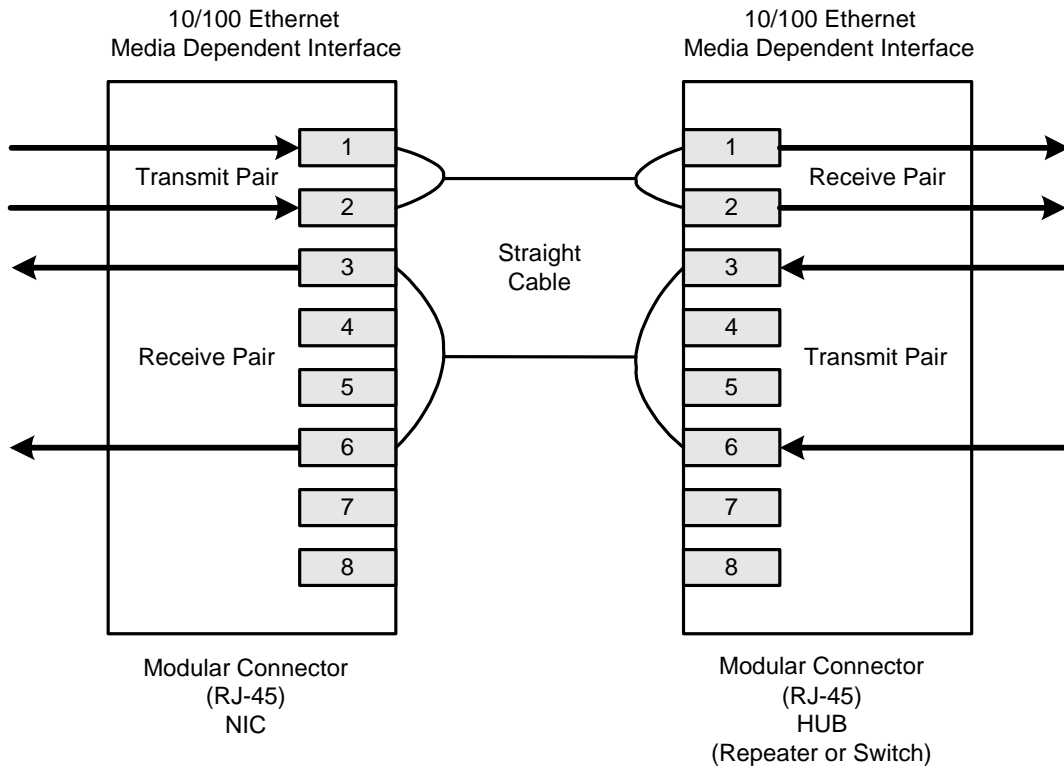 10/100 Ethernet
Media Dependent Interface
10/100 Ethernet
Media Dependent Interface
1
Transmit Pair
2
3
4
Receive Pair
5
6
7
8
Straight
Cable
1
Receive Pair
2
3
4
Transmit Pair
5
6
7
8
Modular Connector
(RJ-45)
NIC
Modular Connector
(RJ-45)
HUB
(Repeater or Switch)